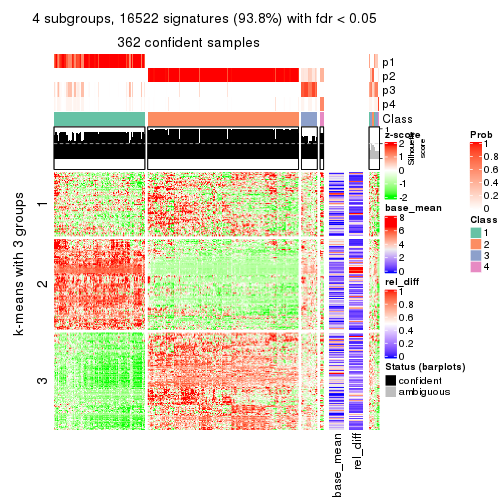 4 subgroups, 16522 signatures (93.8%) with fdr < 0.05
362 confident samples
p1
p2
p3
p4
Class
1
Silhouette
score
z-score
2
1
0
-1
-2
base_mean
8
6
4
2
0
rel_diff
1
0.8
0.6
0.4
0.2
0
Status (barplots)
confident
ambiguous
Prob
1
0.8
0.6
0.4
0.2
0
Class
1
2
3
4
k-means with 3 groups
1
2
3
base_mean
rel_diff